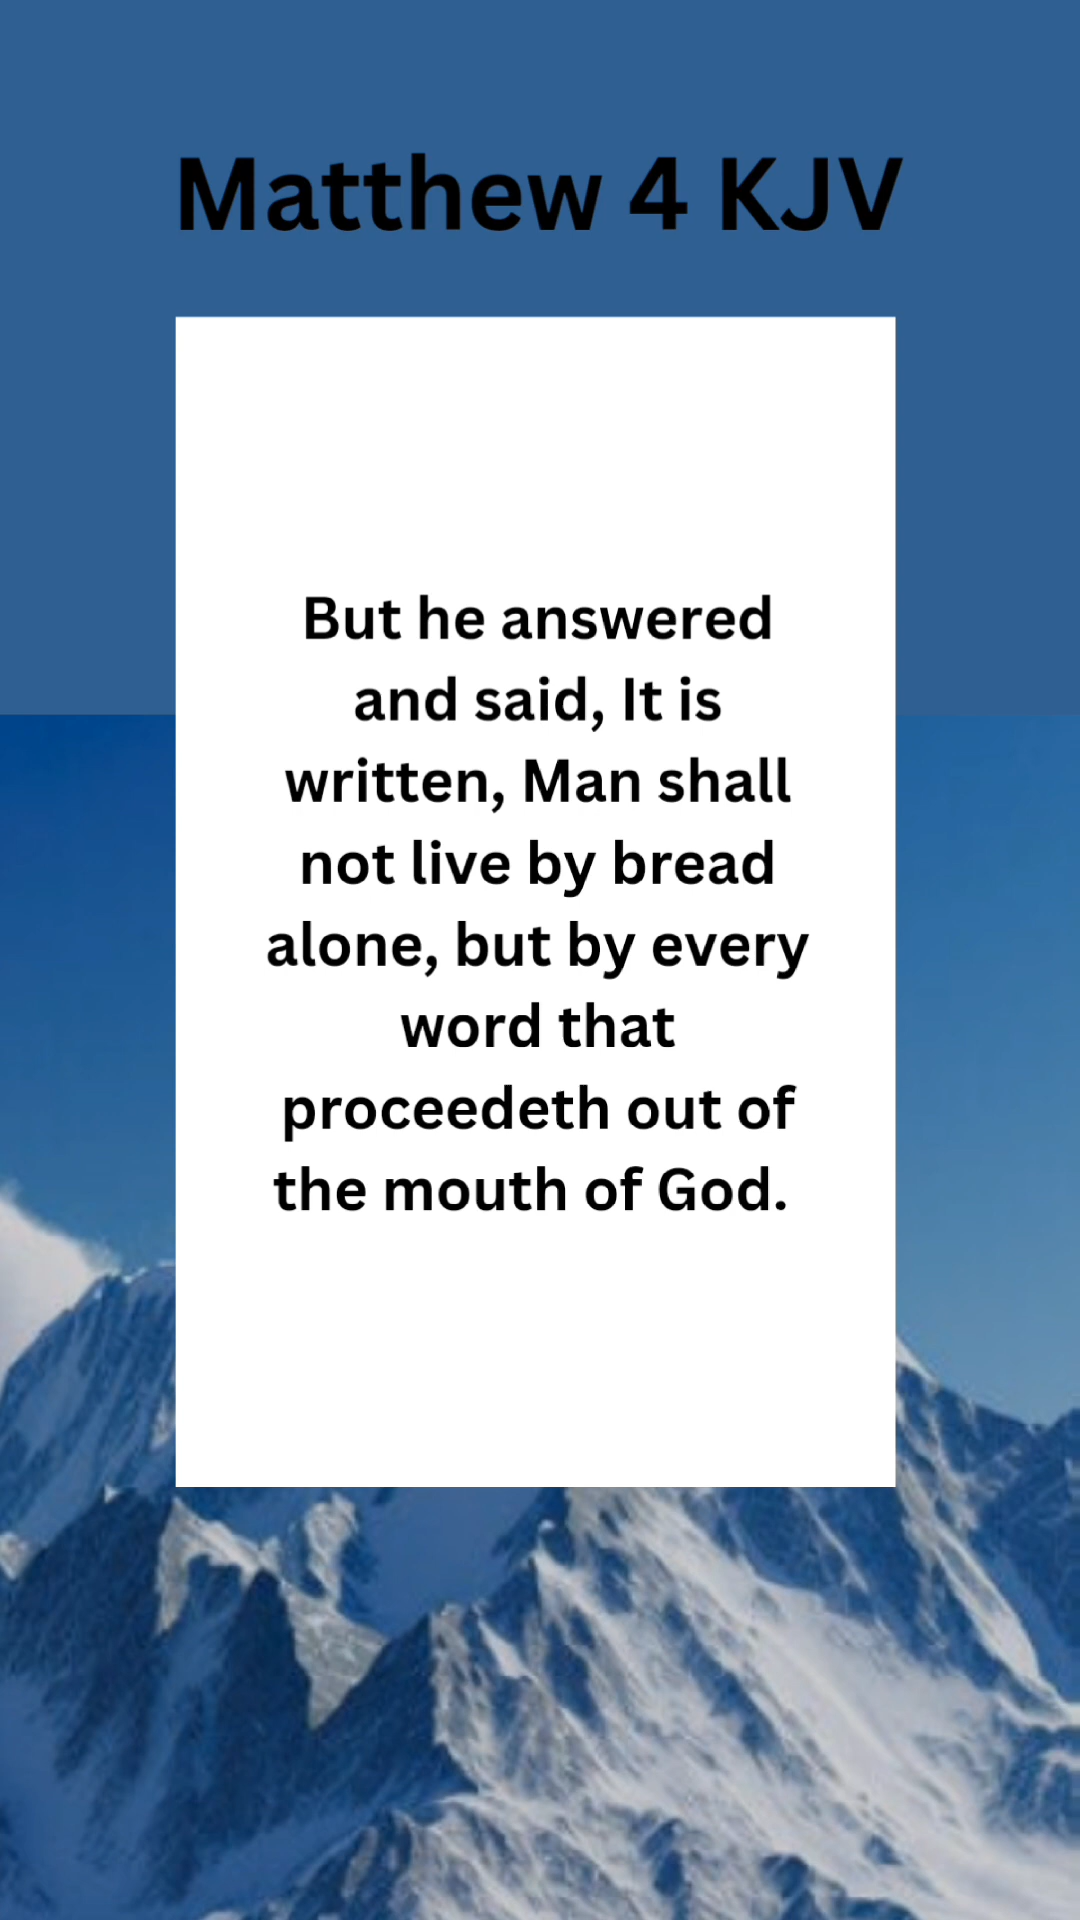 Matthew 4 KJV
But he answered
and said, It is
written, Man shall
not live by bread
alone, but by every
word that
proceedeth out of
the mouth of God.